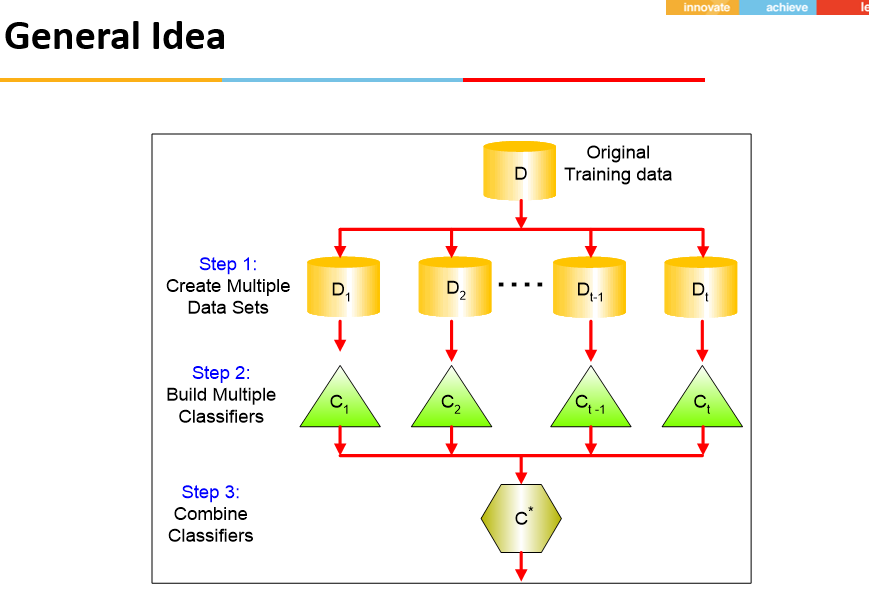 innovate achieve le
General Idea
D
Original
Training data
Step 1:
Create Multiple
Data Sets
D1 D2 .... Dt-1 Dt
Step 2:
Build Multiple
Classifiers
C1 C2 Ct -1 Ct
Step 3:
Combine
Classifiers
C*